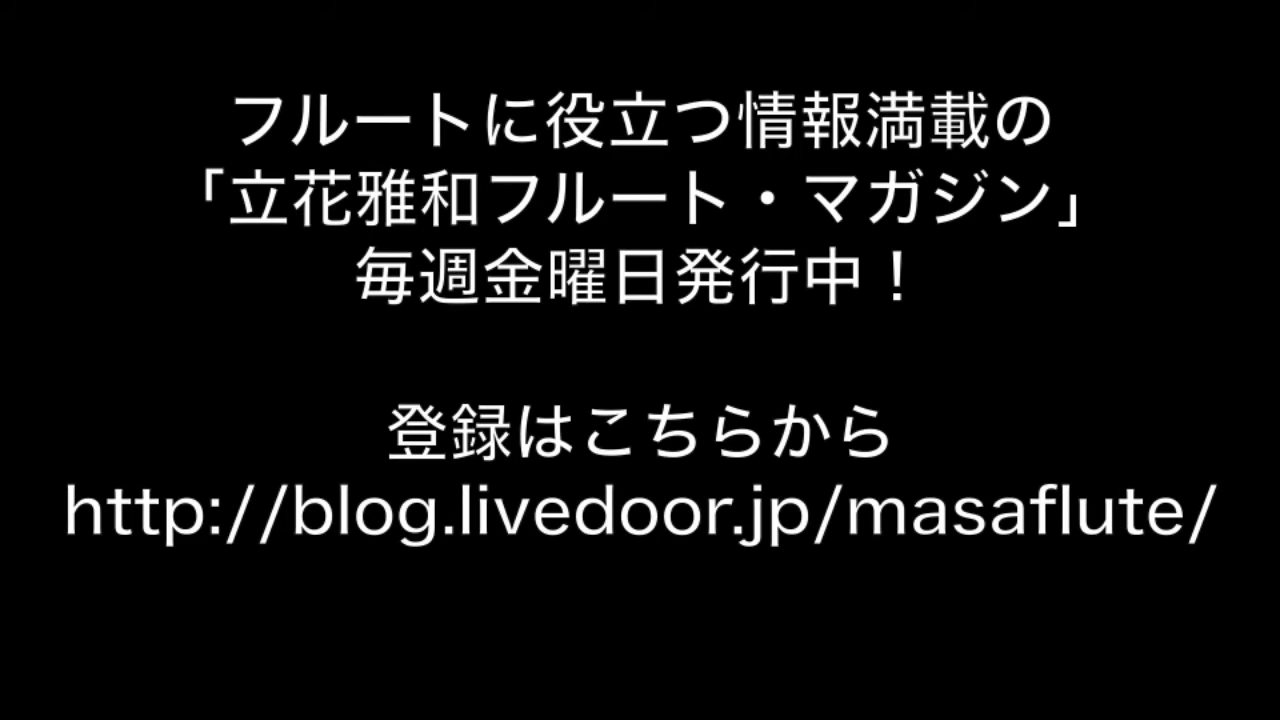 フルートに役立つ情報満載の
「立花雅和フルート・マガジン」
毎週金曜日発行中！
登録はこちらから
http://blog.livedoor.jp/masaflute/